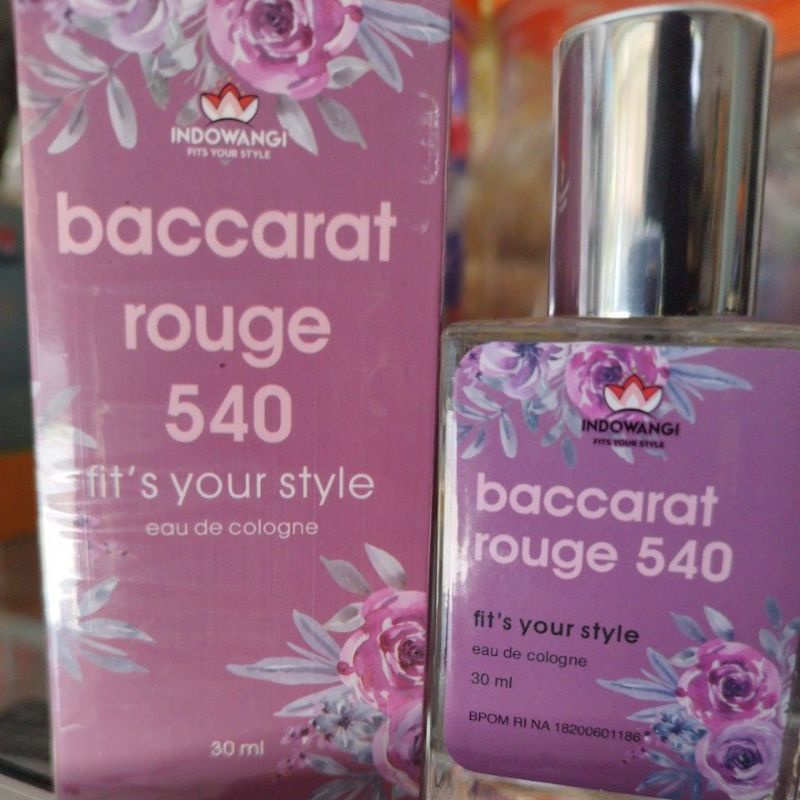 INDOWANGI
FITS YOUR STYLE
baccarat
rouge
540
fit's your style
eau de cologne
30 ml
INDOWANGI
FITS YOUR STYLE
baccarat
rouge 540
fit's your style
eau de cologne
30 ml
BPOM RI NA 18200601186